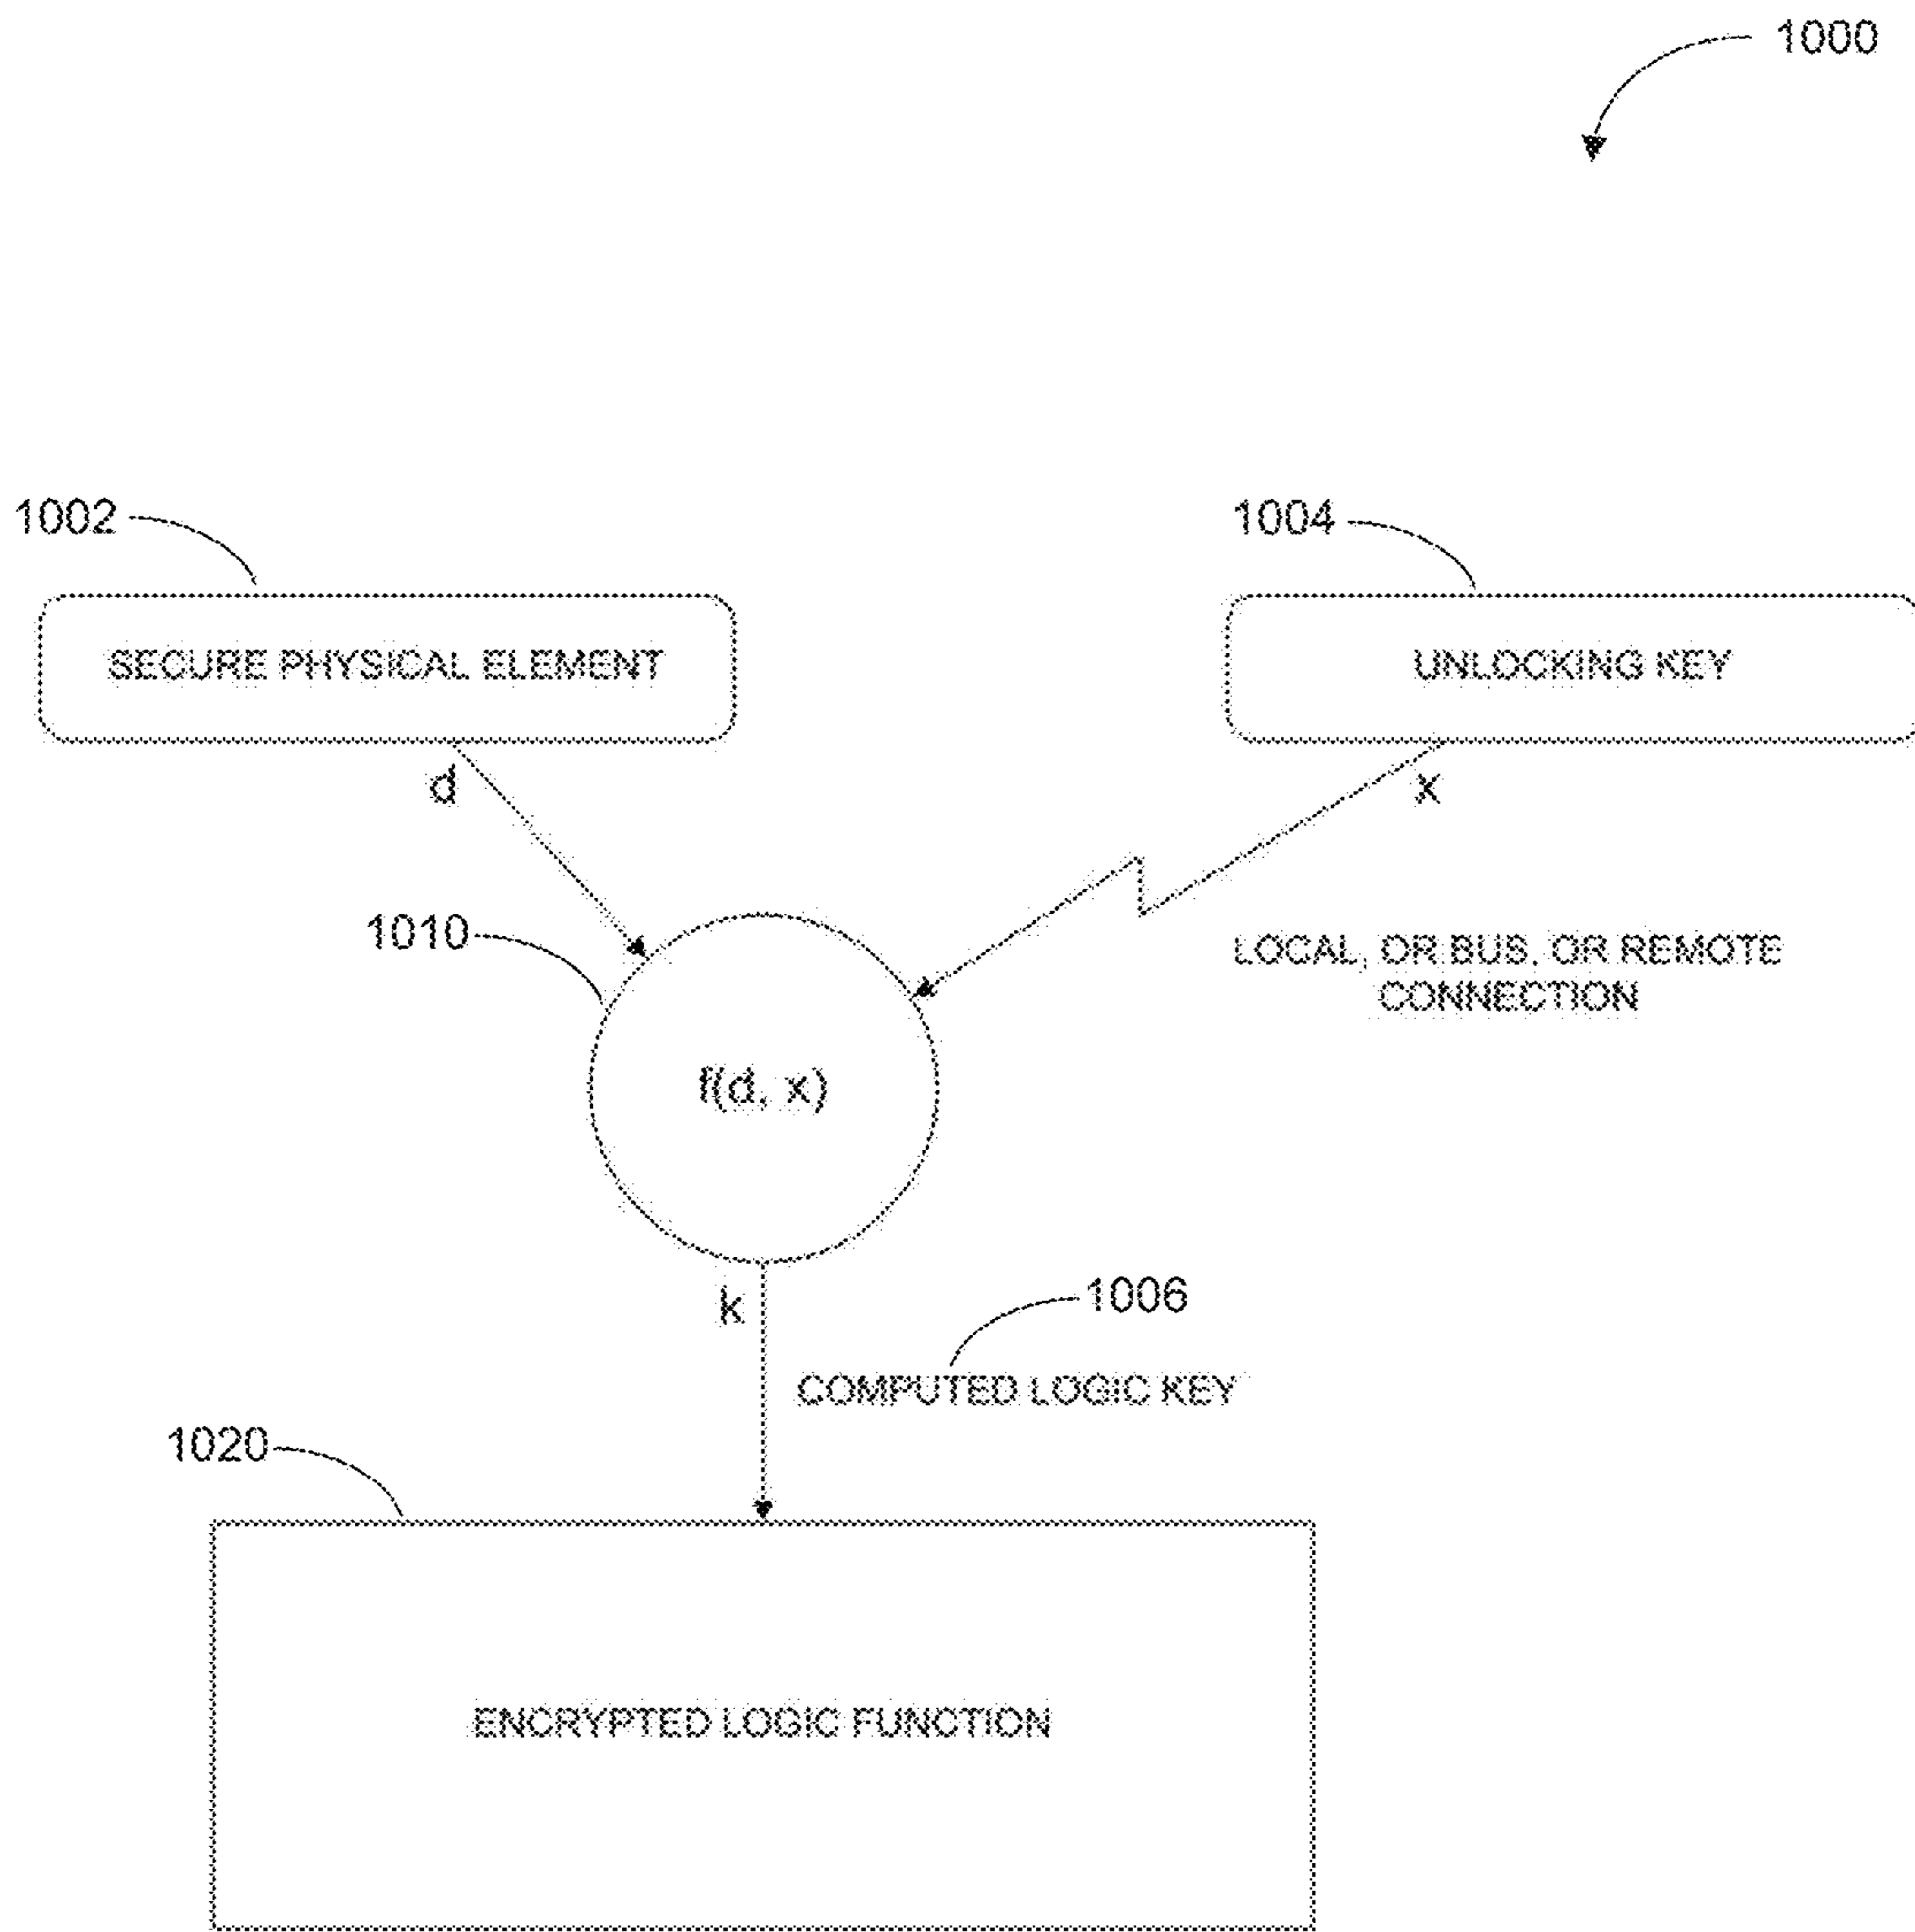 1000
1002
1004
SECURE PHYSICAL ELEMENT
UNLOCKING KEY
d
x
1010
LOCAL, OR BUS, OR REMOTE
CONNECTION
f(d, x)
k
1006
COMPUTED LOGIC KEY
1020
ENCRYPTED LOGIC FUNCTION